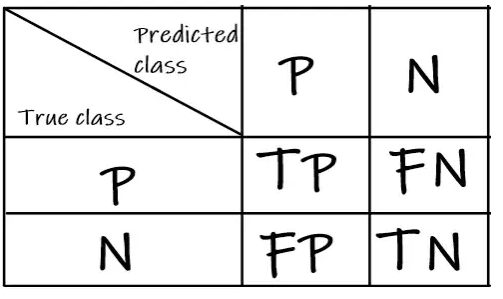 Predicted
class
True class
P N
P TP FN
N FP TN